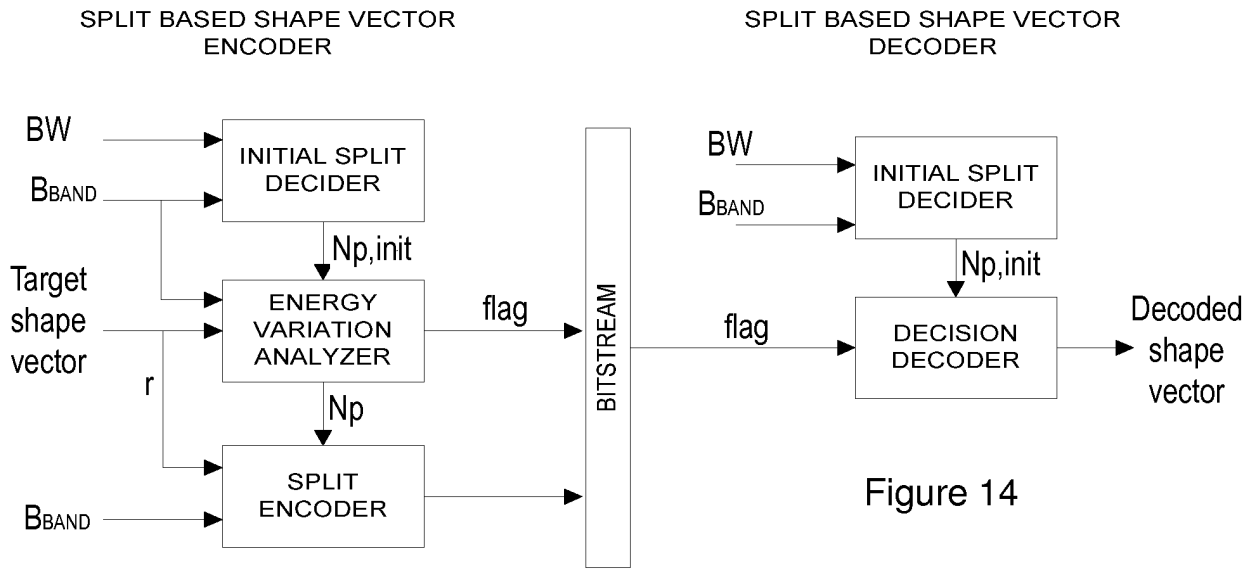 SPLIT BASED SHAPE VECTOR
ENCODER
SPLIT BASED SHAPE VECTOR
DECODER
BW
BBAND
Target
shape
vector
r
BBAND
INITIAL SPLIT
DECIDER
Np,init
ENERGY
VARIATION
ANALYZER
Np
SPLIT
ENCODER
flag
BITSTREAM
flag
BW
BBAND
INITIAL SPLIT
DECIDER
Np,init
DECISION
DECODER
Decoded
shape
vector
Figure 14